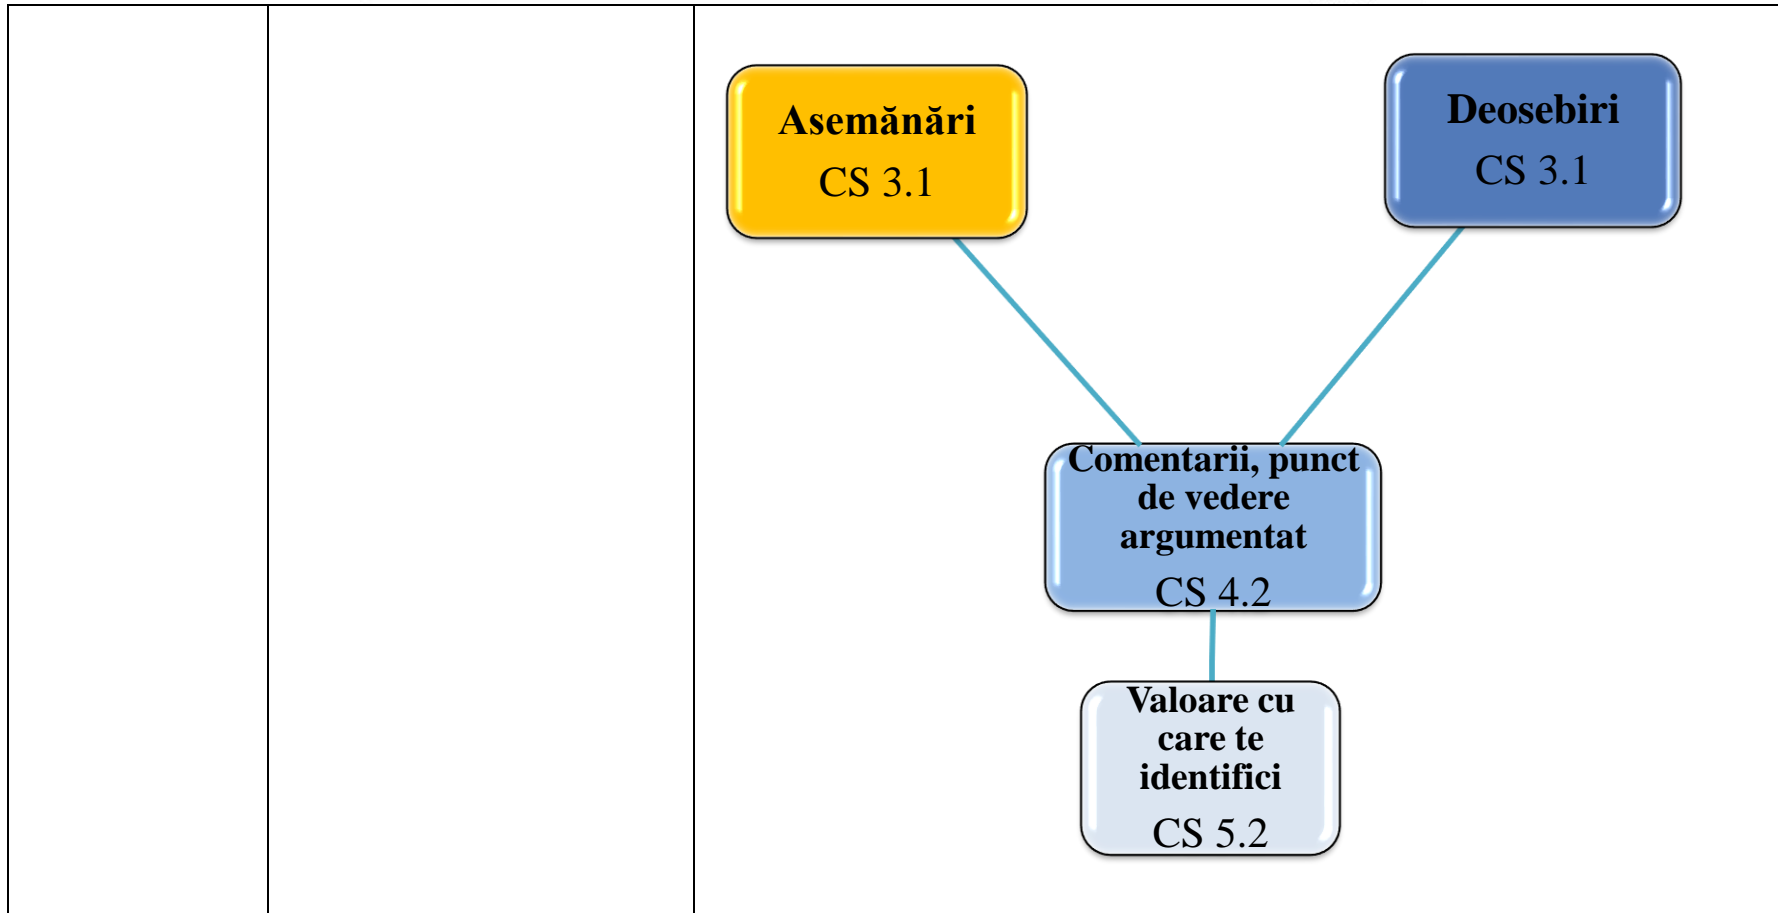 Asemănări
CS 3.1
Deosebiri
CS 3.1
Comentarii, punct
de vedere
argumentat
CS 4.2
Valoare cu
care te
identifici
CS 5.2